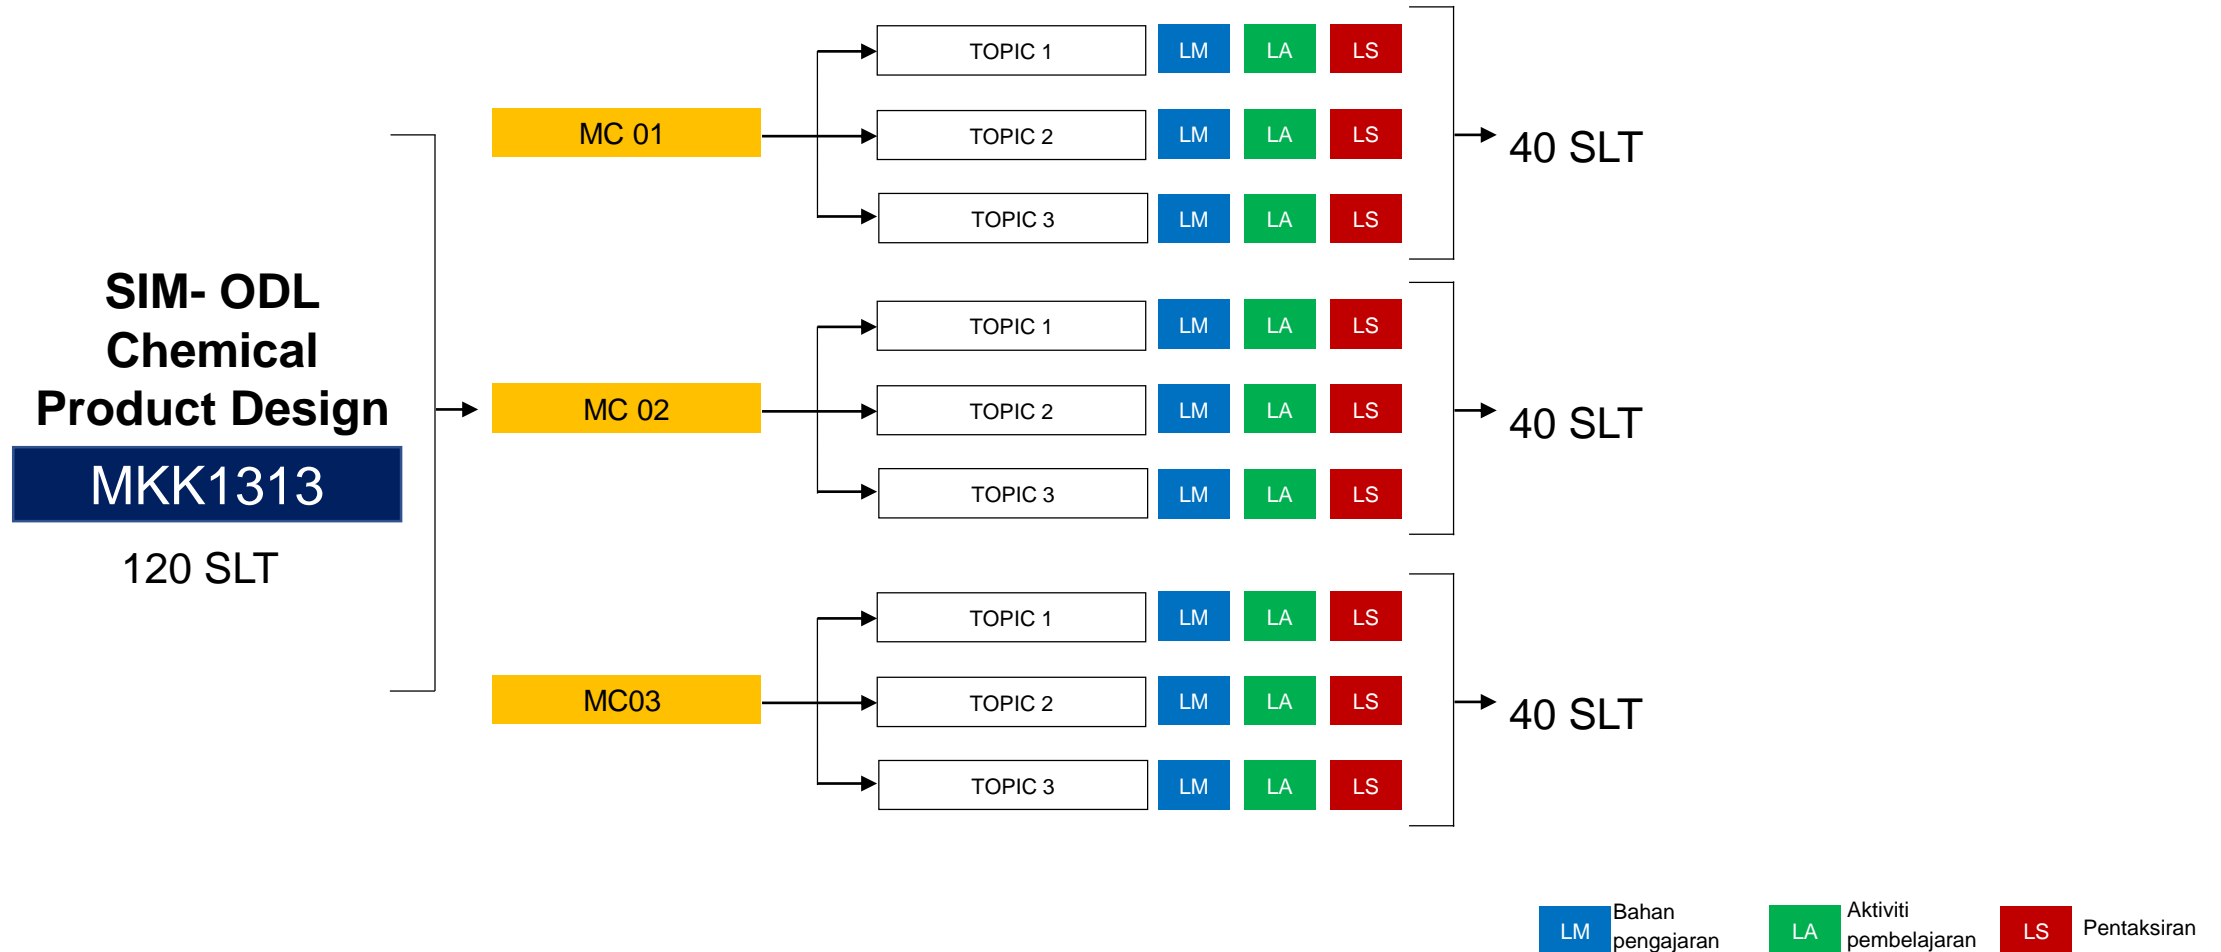 SIM- ODL
Chemical
Product Design
MKK1313
120 SLT
MC 01
TOPIC 1 LM LA LS
TOPIC 2 LM LA LS
TOPIC 3 LM LA LS
40 SLT
MC 02
TOPIC 1 LM LA LS
TOPIC 2 LM LA LS
TOPIC 3 LM LA LS
40 SLT
MC03
TOPIC 1 LM LA LS
TOPIC 2 LM LA LS
TOPIC 3 LM LA LS
40 SLT
LM Bahan
pengajaran
LA Aktiviti
pembelajaran
LS Pentaksiran